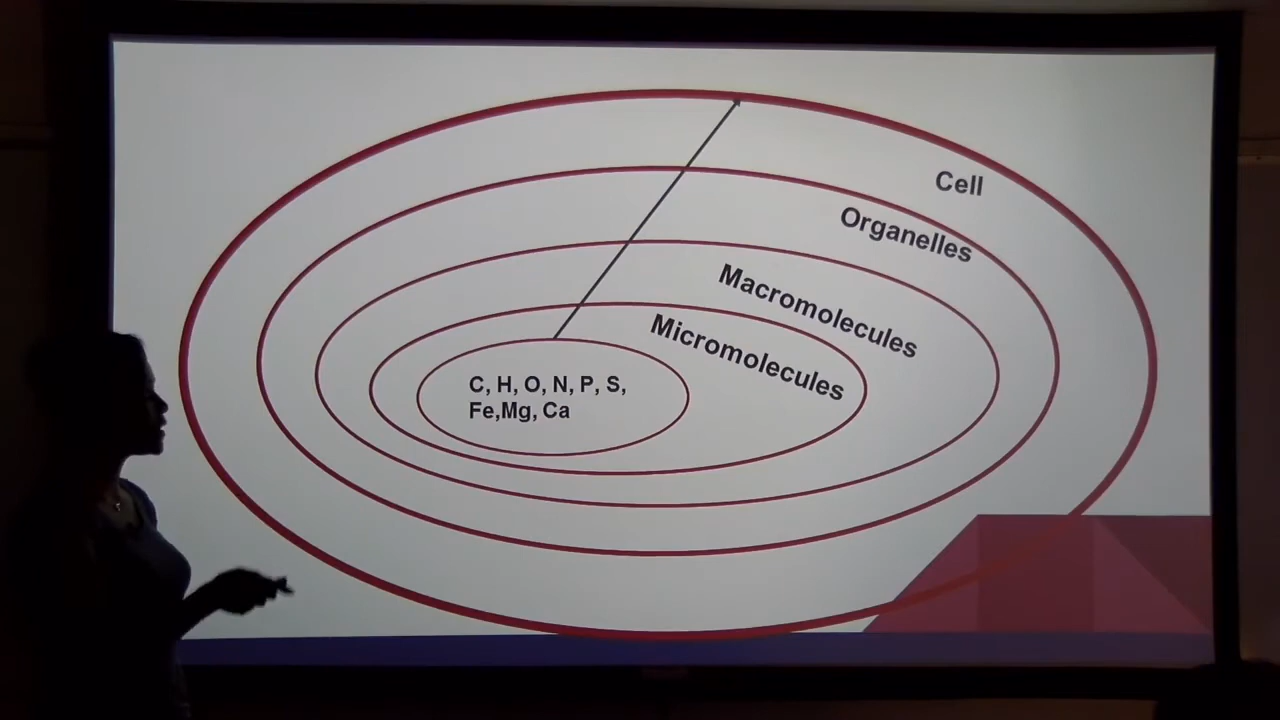 Cell
Organelles
Macromolecules
Micromolecules
C, H, O, N, P, S,
Fe,Mg, Ca